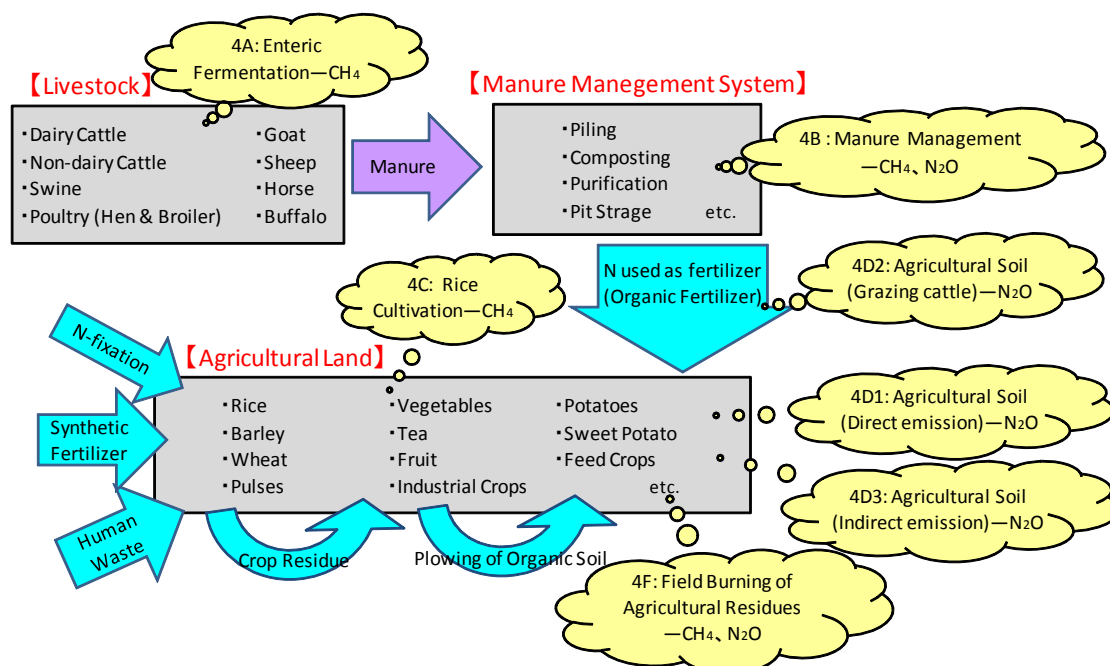 4A: Enteric
Fermentation—CH4
【Livestock】
・Dairy Cattle
・Non-dairy Cattle
・Swine
・Poultry (Hen & Broiler)
・Goat
・Sheep
・Horse
・Buffalo
Manure
【Manure Manegement System】
・Piling
・Composting
・Purification
・Pit Strage
etc.
4B : Manure Management
—CH4、N2O
N used as fertilizer
(Organic Fertilizer)
4D2: Agricultural Soil
(Grazing cattle)—N2O
4C: Rice
Cultivation—CH4
N-fixation
Synthetic
Fertilizer
Human
Waste
【Agricultural Land】
・Rice
・Barley
・Wheat
・Pulses
・Vegetables
・Tea
・Fruit
・Industrial Crops
・Potatoes
・Sweet Potato
・Feed Crops
etc.
4D1: Agricultural Soil
(Direct emission)—N2O
4D3: Agricultural Soil
(Indirect emission)—N2O
Crop Residue
Plowing of Organic Soil
4F: Field Burning of
Agricultural Residues
—CH4、N2O